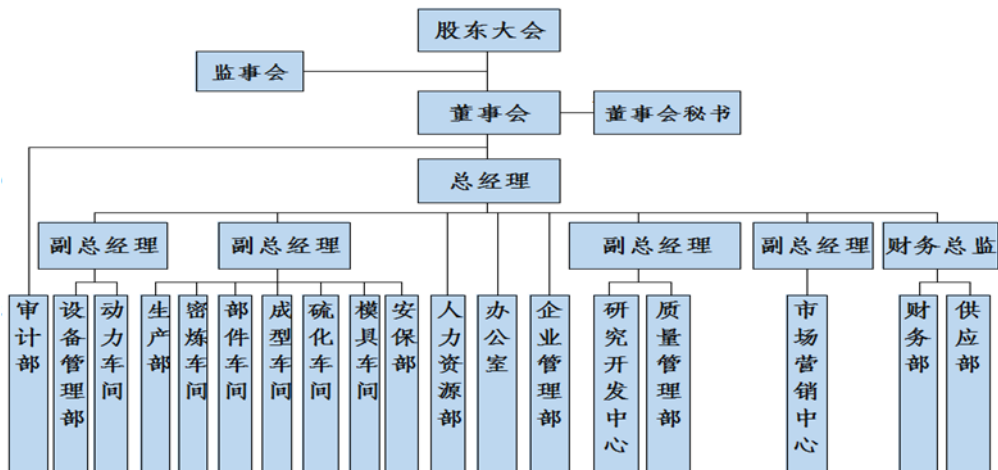 股东大会
监事会
董事会
董事会秘书
总经理
副总经理
副总经理
副总经理
副总经理
财务总监
审计部
设备管理部
动力车间
生产部
密炼车间
部件车间
成型车间
硫化车间
模具车间
安保部
人力资源部
办公室
企业管理部
研究开发中心
质量管理部
市场营销中心
财务部
供应部